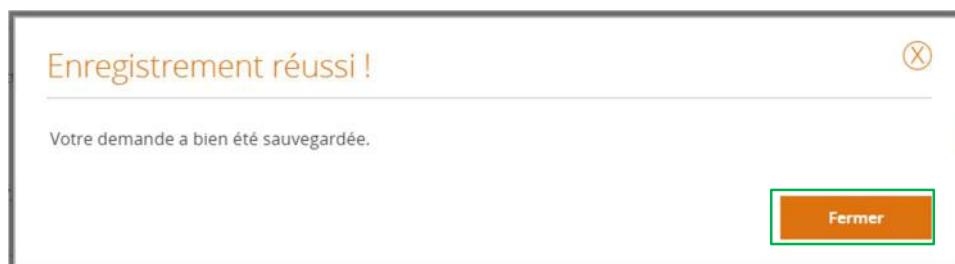 Enregistrement réussi !
X
Votre demande a bien été sauvegardée.
Fermer